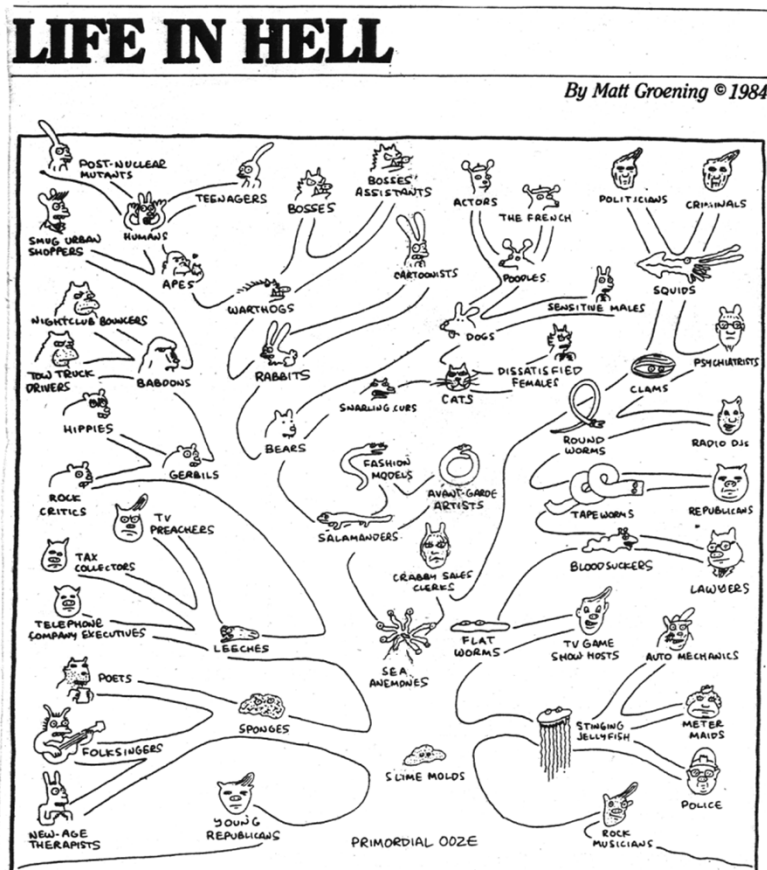 LIFE IN HELL
By Matt Groening © 1984
POST-NUCLEAR
MUTANTS
TEENAGERS
BOSSES
BOSSES'
ASSISTANTS
ACTORS
THE FRENCH
POLITICIANS
CRIMINALS
SMUG URBAN
SHOPPERS
HUMANS
APES
WARTHOGS
CARTOONISTS
POODLES
SENSITIVE MALES
SQUIDS
NIGHTCLUB BOUNCERS
TOW TRUCK
DRIVERS
BABOONS
RABBITS
DOGS
DISSATISFIED
FEMALES
CLAMS
PSYCHIATRISTS
HIPPIES
BEARS
SNARLING CURS
CATS
ROUND
WORMS
RADIO DJs
ROCK
CRITICS
GERBILS
FASHION
MODELS
AVANT-GARDE
ARTISTS
TAPEWORMS
REPUBLICANS
TV
PREACHERS
SALAMANDERS
CRABBY SALES
CLERKS
BLOODSUCKERS
LAWYERS
TAX
COLLECTORS
TELEPHONE
COMPANY EXECUTIVES
LEECHES
SEA
ANEMONES
FLAT
WORMS
TV GAME
SHOW HOSTS
AUTO MECHANICS
POETS
SPONGES
STINGING
JELLYFISH
METER
MAIDS
FOLKSINGERS
SLIME MOLDS
POLICE
NEW-AGE
THERAPISTS
YOUNG
REPUBLICANS
PRIMORDIAL OOZE
ROCK
MUSICIANS